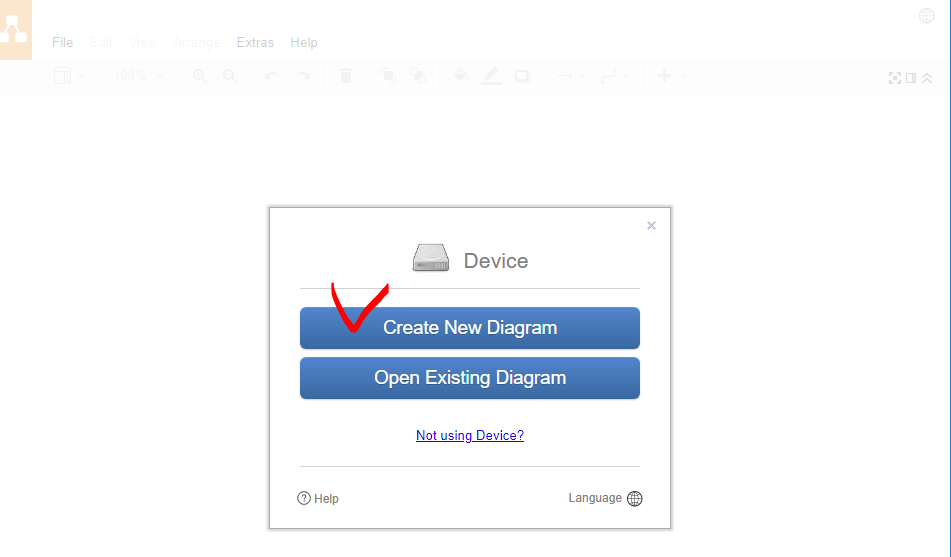 File Edit View Arrange Extras Help
100%
Device
Create New Diagram
Open Existing Diagram
Not using Device?
Help Language